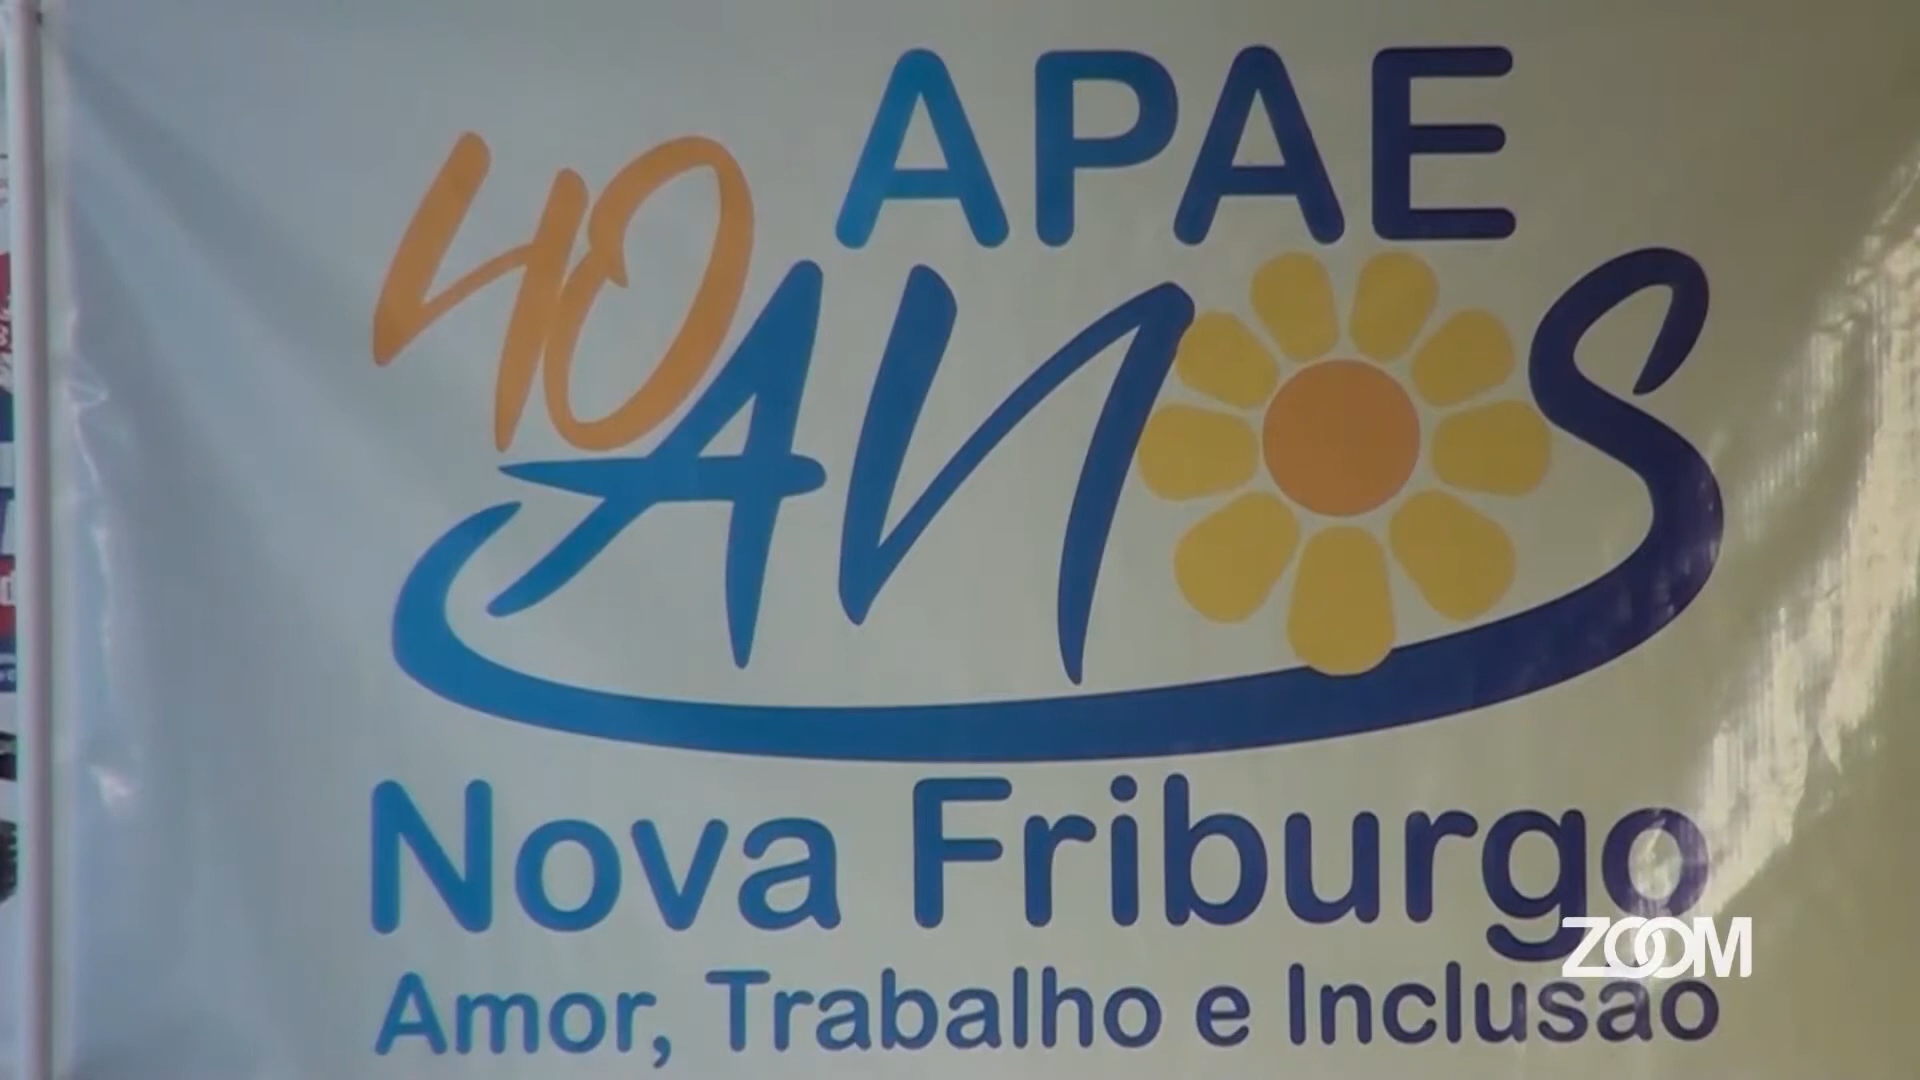 APAE
40 ANOS
Nova Friburgo
Amor, Trabalho e Inclusão
ZOOM